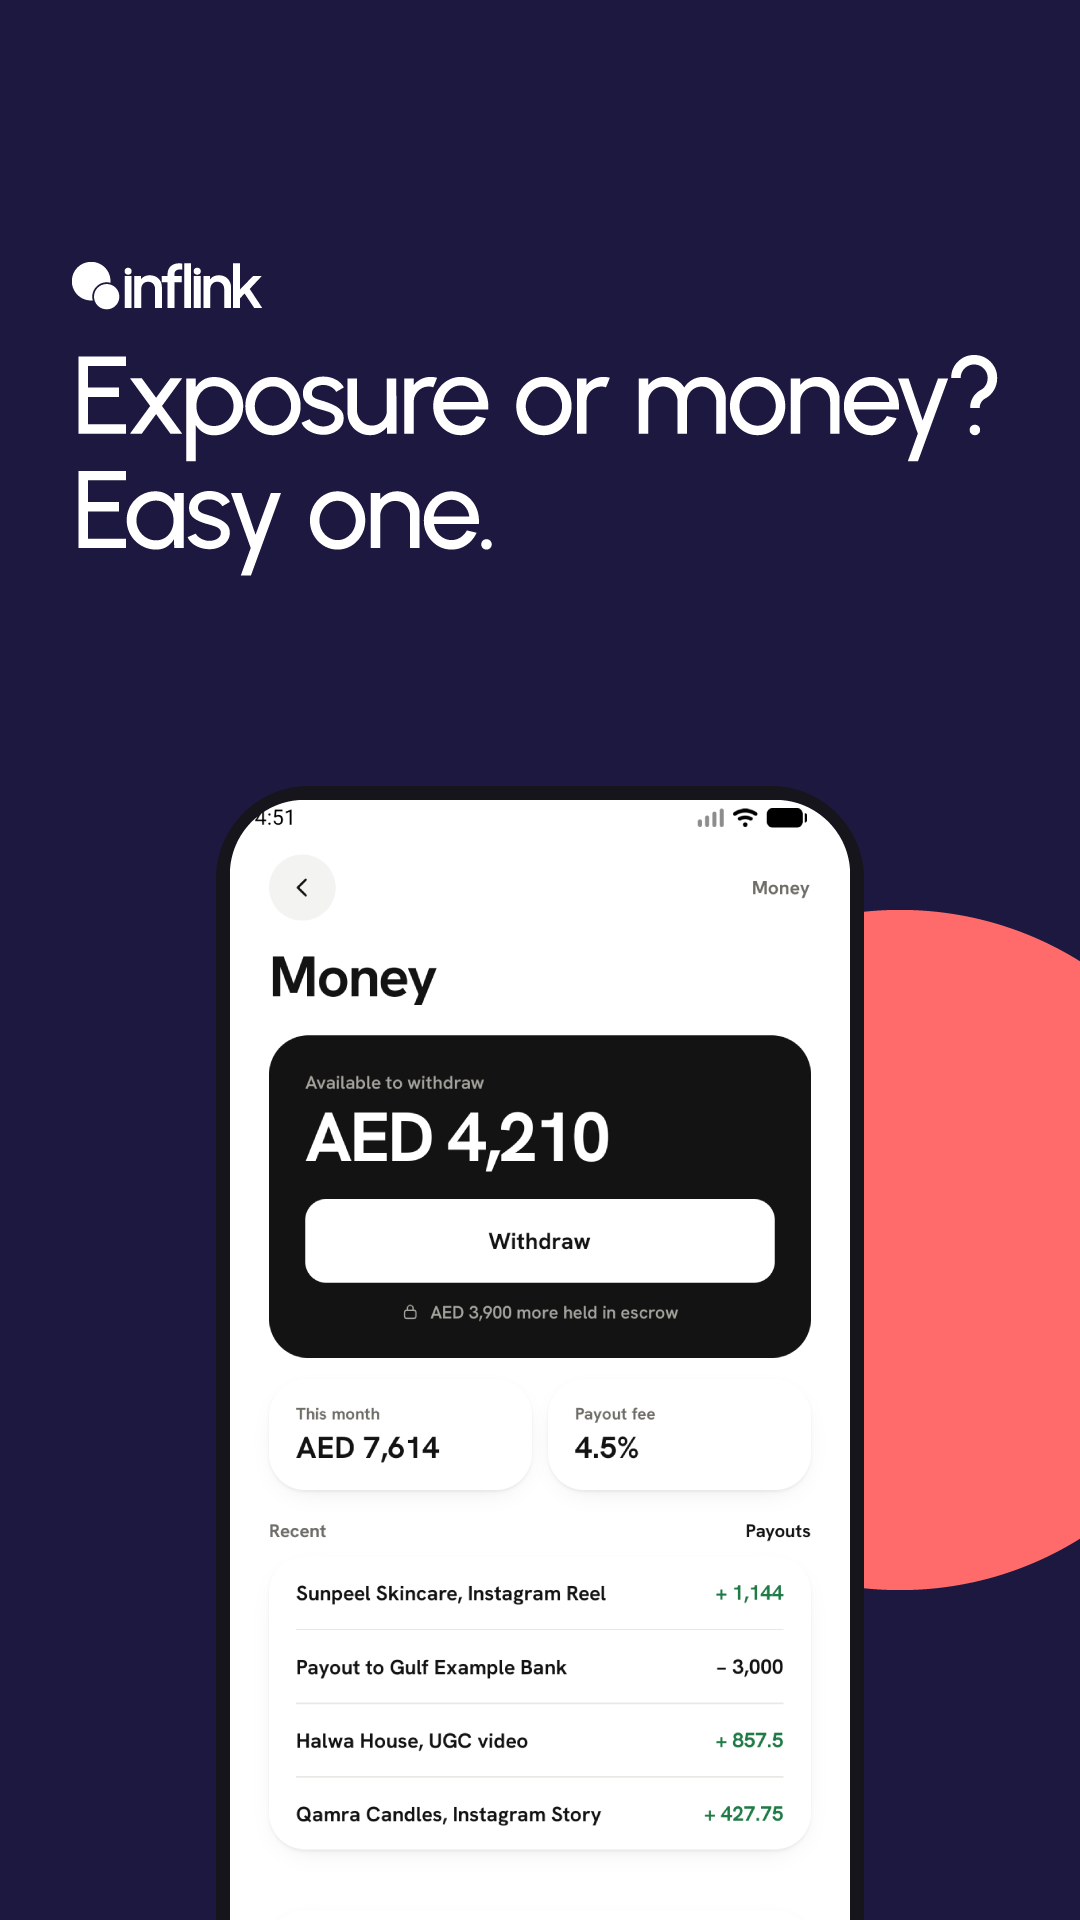 inflink
Exposure or money?
Easy one.
4:51
Money
Money
Available to withdraw
AED 4,210
Withdraw
AED 3,900 more held in escrow
This month
AED 7,614
Payout fee
4.5%
Recent
Payouts
Sunpeel Skincare, Instagram Reel
+ 1,144
Payout to Gulf Example Bank
– 3,000
Halwa House, UGC video
+ 857.5
Qamra Candles, Instagram Story
+ 427.75